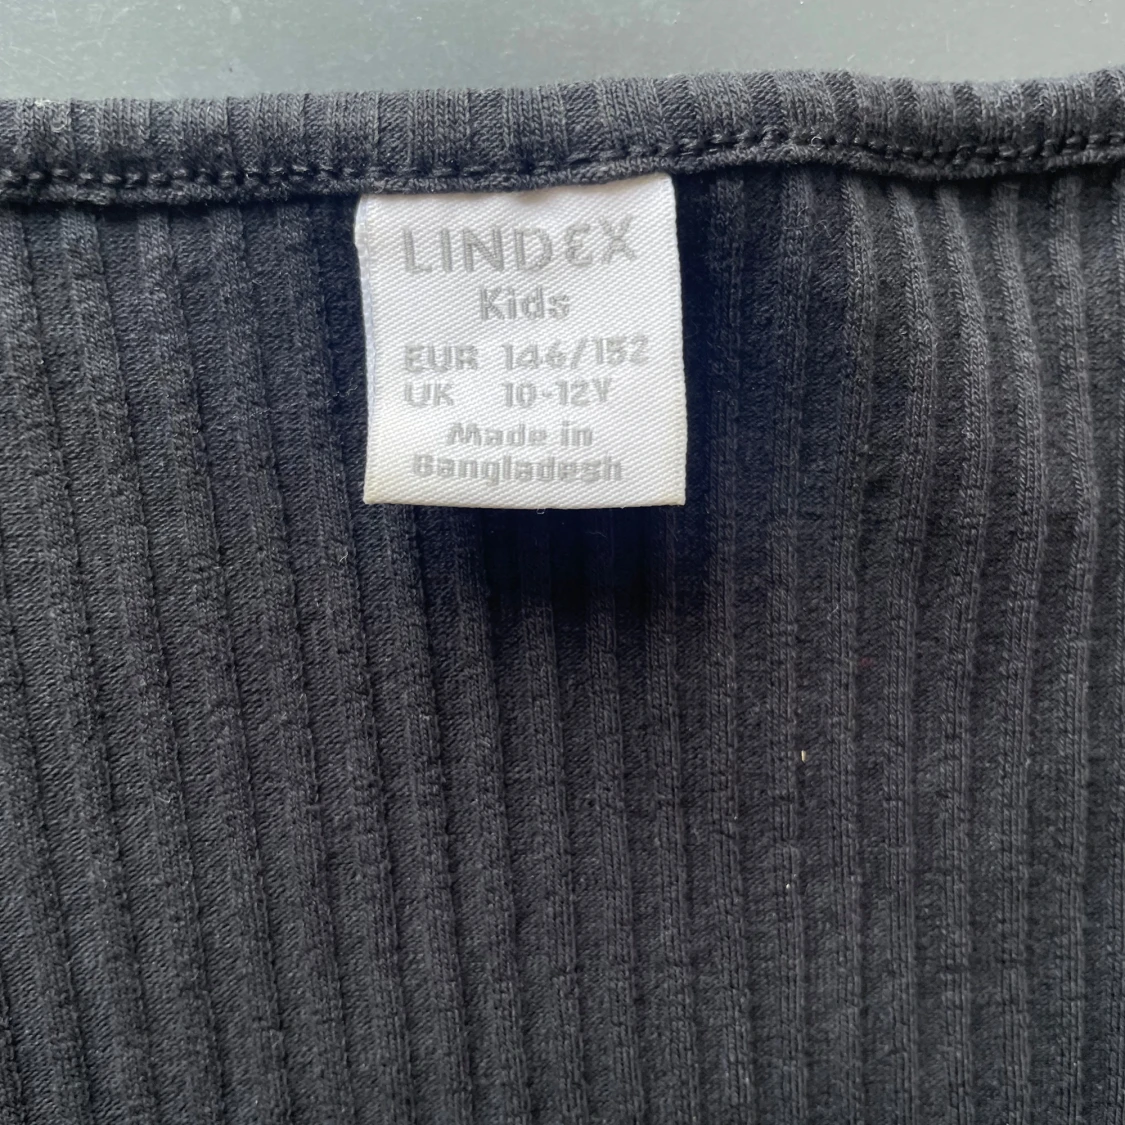 LINDEX
Kids
EUR 146/152
UK 10-12Y
Made in
Bangladesh